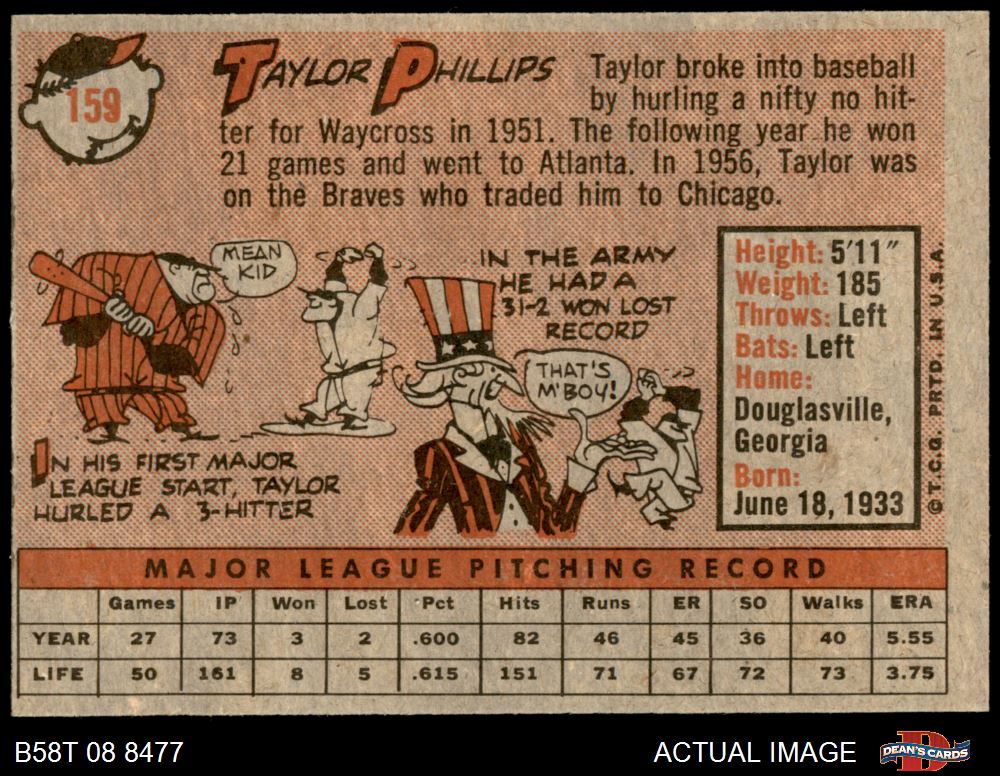 159
TAYLOR PHILLIPS
Taylor broke into baseball
by hurling a nifty no hit-
ter for Waycross in 1951. The following year he won
21 games and went to Atlanta. In 1956, Taylor was
on the Braves who traded him to Chicago.
MEAN
KID
IN HIS FIRST MAJOR
LEAGUE START, TAYLOR
HURLED A 3-HITTER
IN THE ARMY
HE HAD A
31-2 WON LOST
RECORD
THAT'S
M'BOY!
Height: 5'11"
Weight: 185
Throws: Left
Bats: Left
Home:
Douglasville,
Georgia
Born:
June 18, 1933
© T.C.G. PRTD. IN U.S.A.
MAJOR LEAGUE PITCHING RECORD
Games IP Won Lost Pct Hits Runs ER SO Walks ERA
YEAR 27 73 3 2 .600 82 46 45 36 40 5.55
LIFE 50 161 8 5 .615 151 71 67 72 73 3.75
B58T 08 8477
ACTUAL IMAGE
DEAN'S CARDS